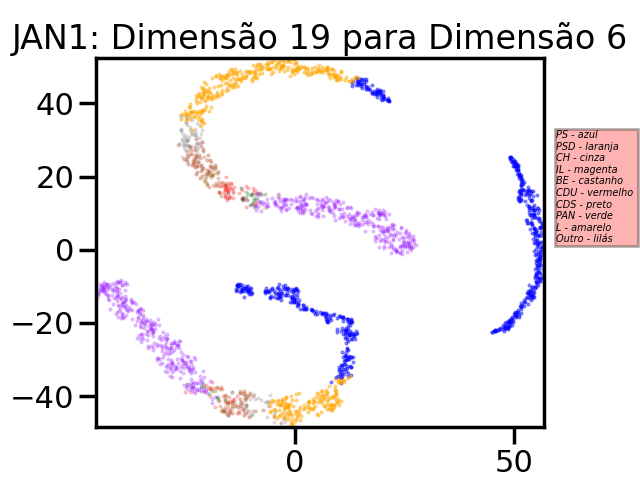 JAN1: Dimensão 19 para Dimensão 6
40
20
0
−20
−40
0
50
PS - azul
PSD - laranja
CH - cinza
IL - magenta
BE - castanho
CDU - vermelho
CDS - preto
PAN - verde
L - amarelo
Outro - lilás